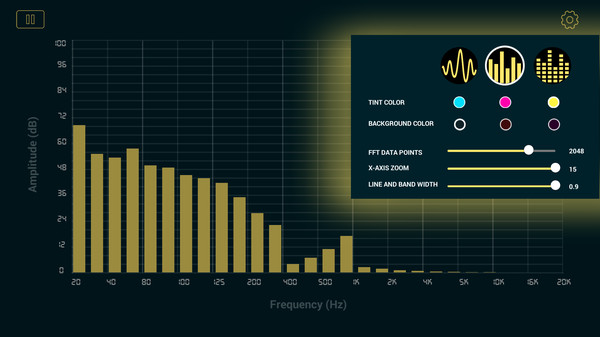 100
96
84
72
60
48
36
24
12
0
Amplitude (dB)
20 40 80 100 125 200 400 500 1K 2K 4K 5K 10K 16K 20K
Frequency (Hz)
TINT COLOR
BACKGROUND COLOR
FFT DATA POINTS 2048
X-AXIS ZOOM 15
LINE AND BAND WIDTH 0.9